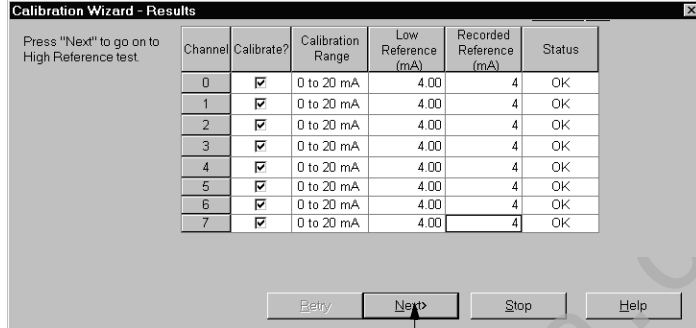 Calibration Wizard - Results
Press "Next" to go on to
High Reference test.
Channel Calibrate? Calibration Range Low Reference (mA) Recorded Reference (mA) Status
0 0 to 20 mA 4.00 4 OK
1 0 to 20 mA 4.00 4 OK
2 0 to 20 mA 4.00 4 OK
3 0 to 20 mA 4.00 4 OK
4 0 to 20 mA 4.00 4 OK
5 0 to 20 mA 4.00 4 OK
6 0 to 20 mA 4.00 4 OK
7 0 to 20 mA 4.00 4 OK
Retry Next> Stop Help